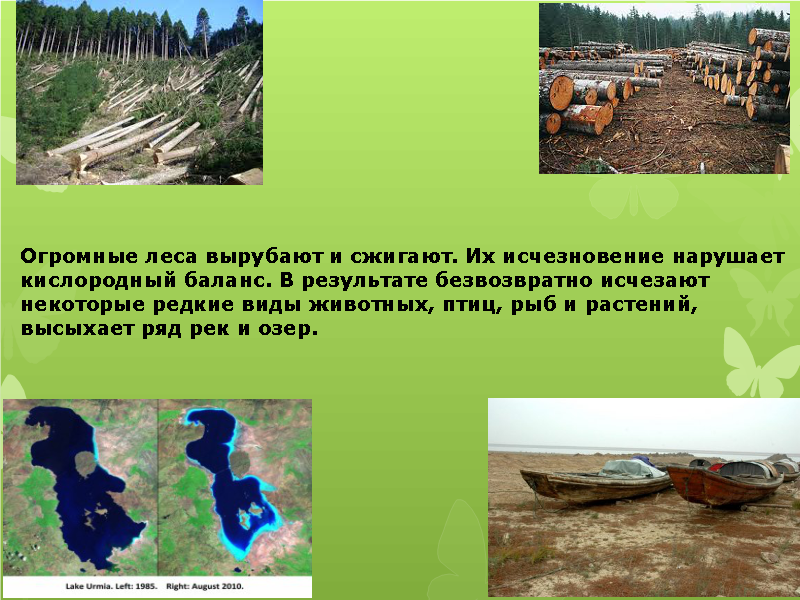 Огромные леса вырубают и сжигают. Их исчезновение нарушает
кислородный баланс. В результате безвозвратно исчезают
некоторые редкие виды животных, птиц, рыб и растений,
высыхает ряд рек и озер.
Lake Urmia. Left: 1985. Right: August 2010.